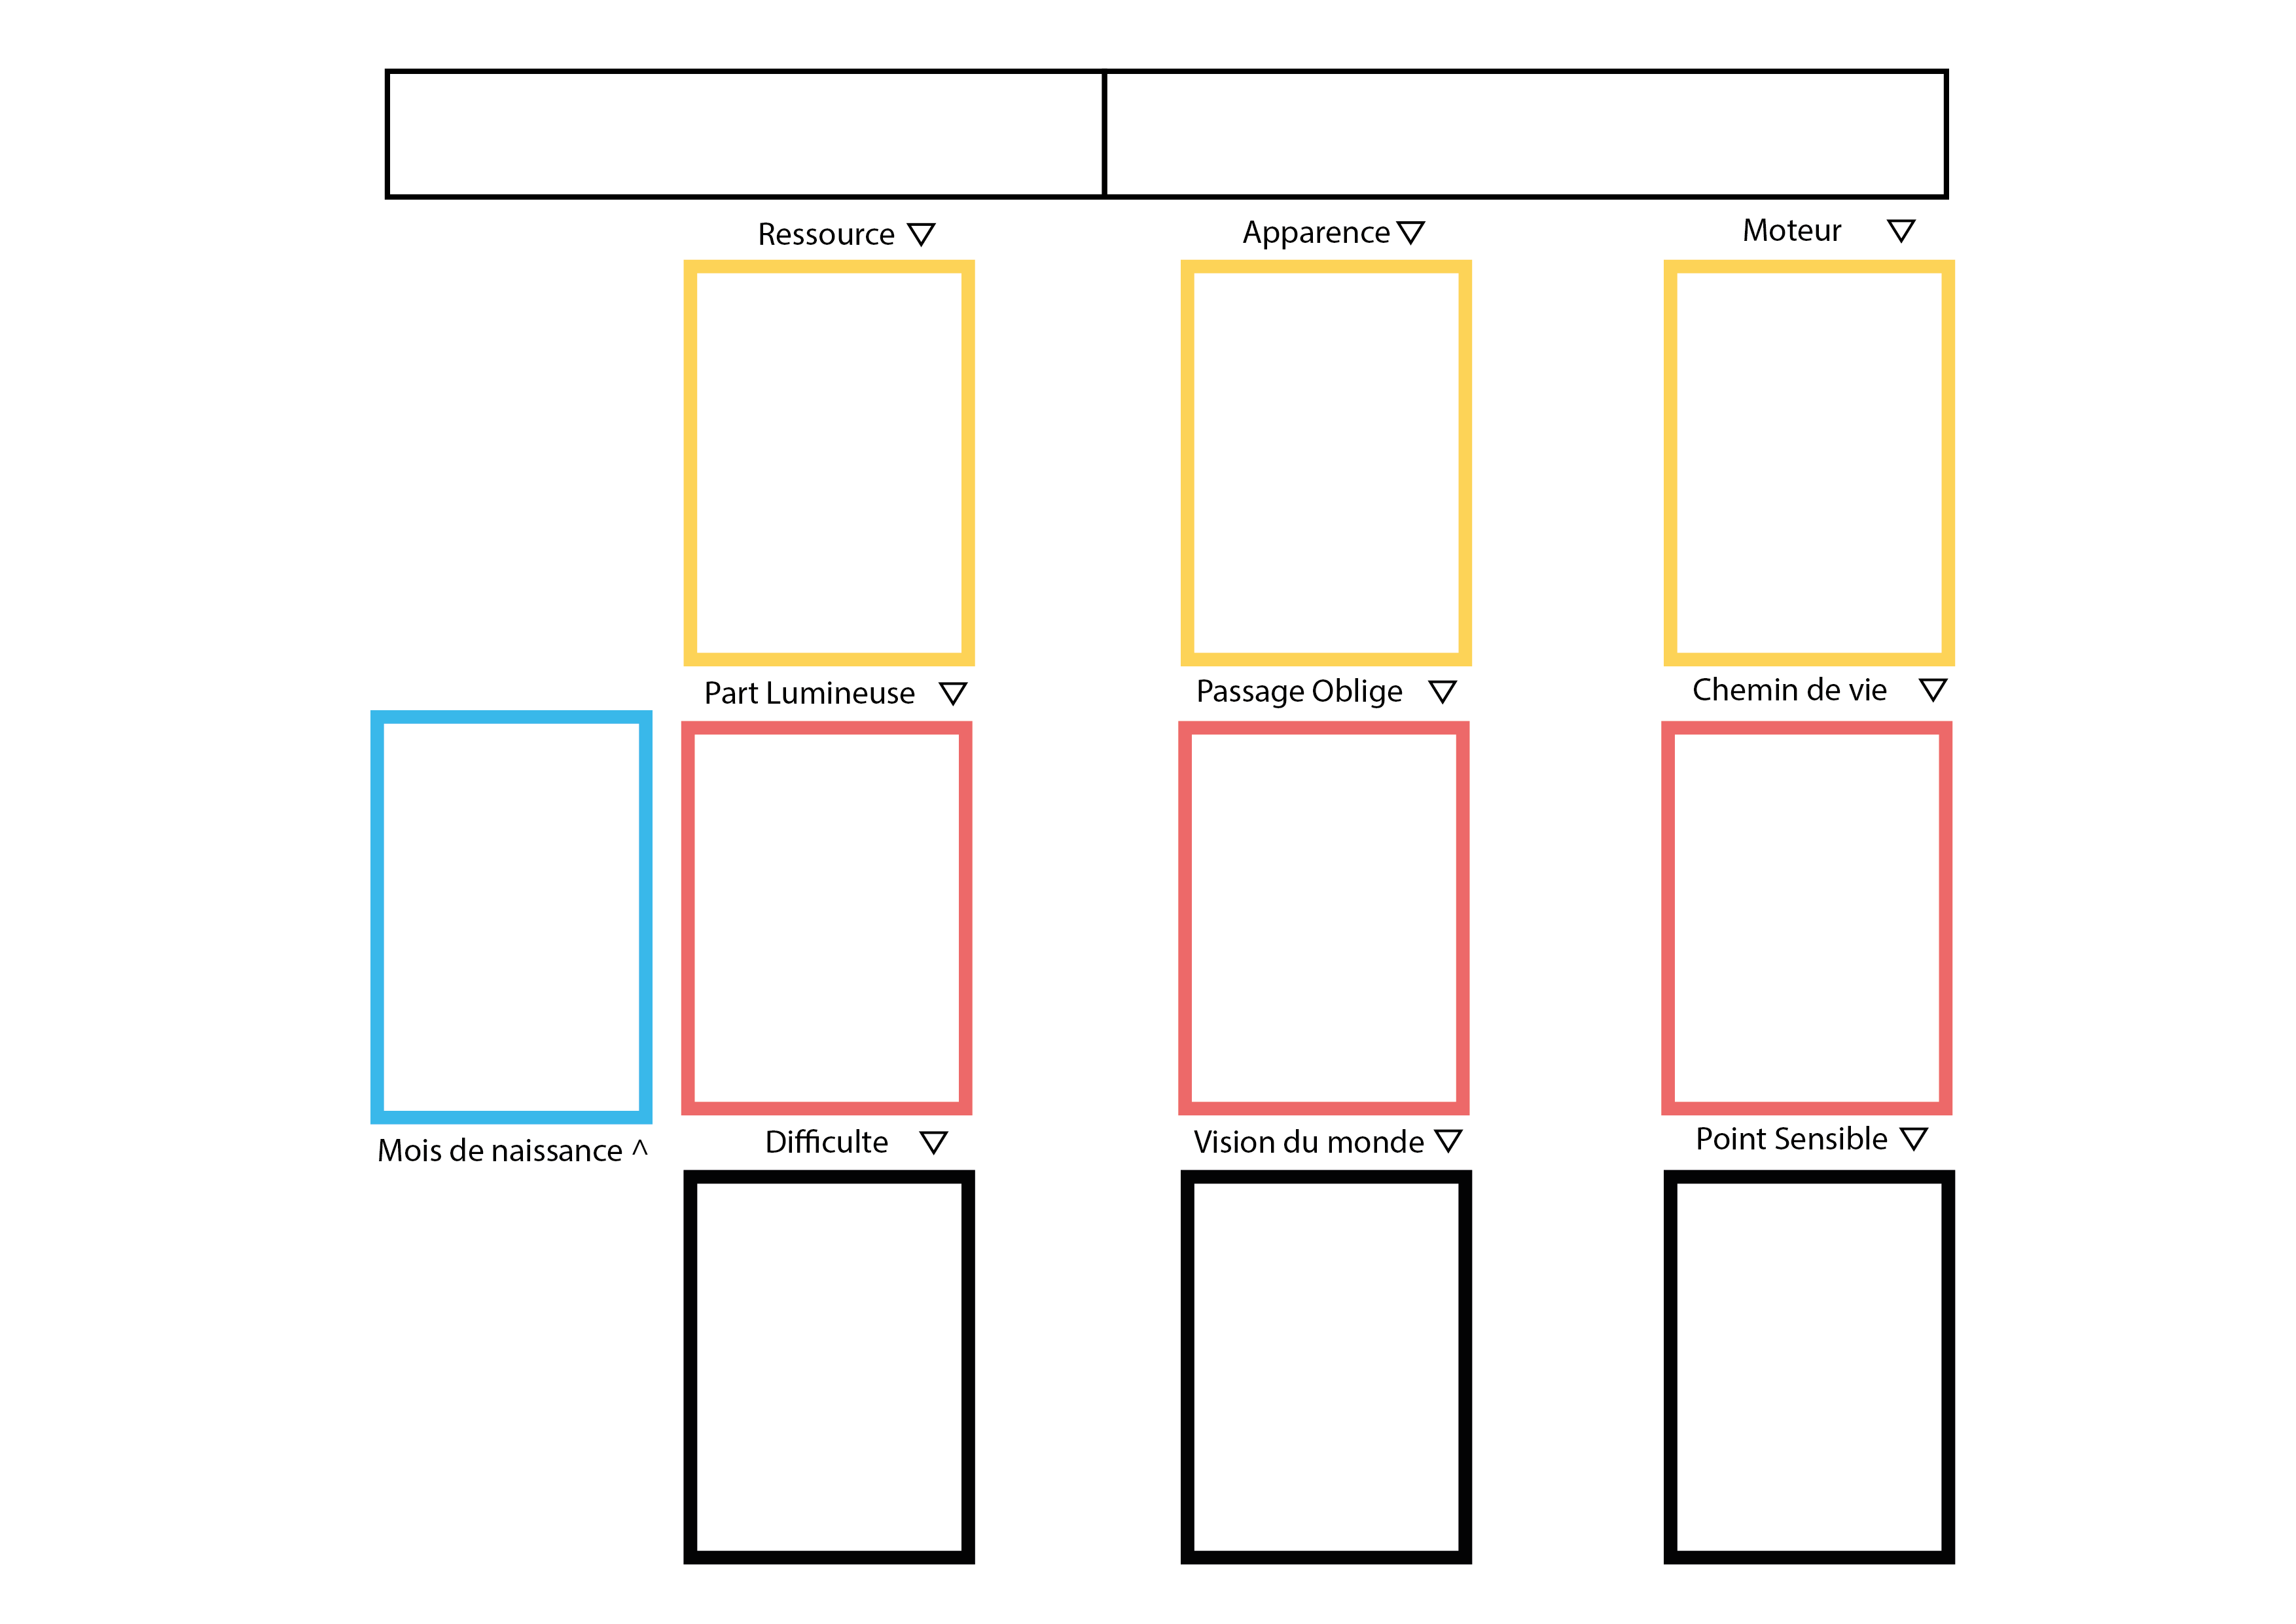 Ressource ▽
Apparence ▽
Moteur ▽
Part Lumineuse ▽
Passage Oblige ▽
Chemin de vie ▽
Mois de naissance ^
Difficulte ▽
Vision du monde ▽
Point Sensible ▽